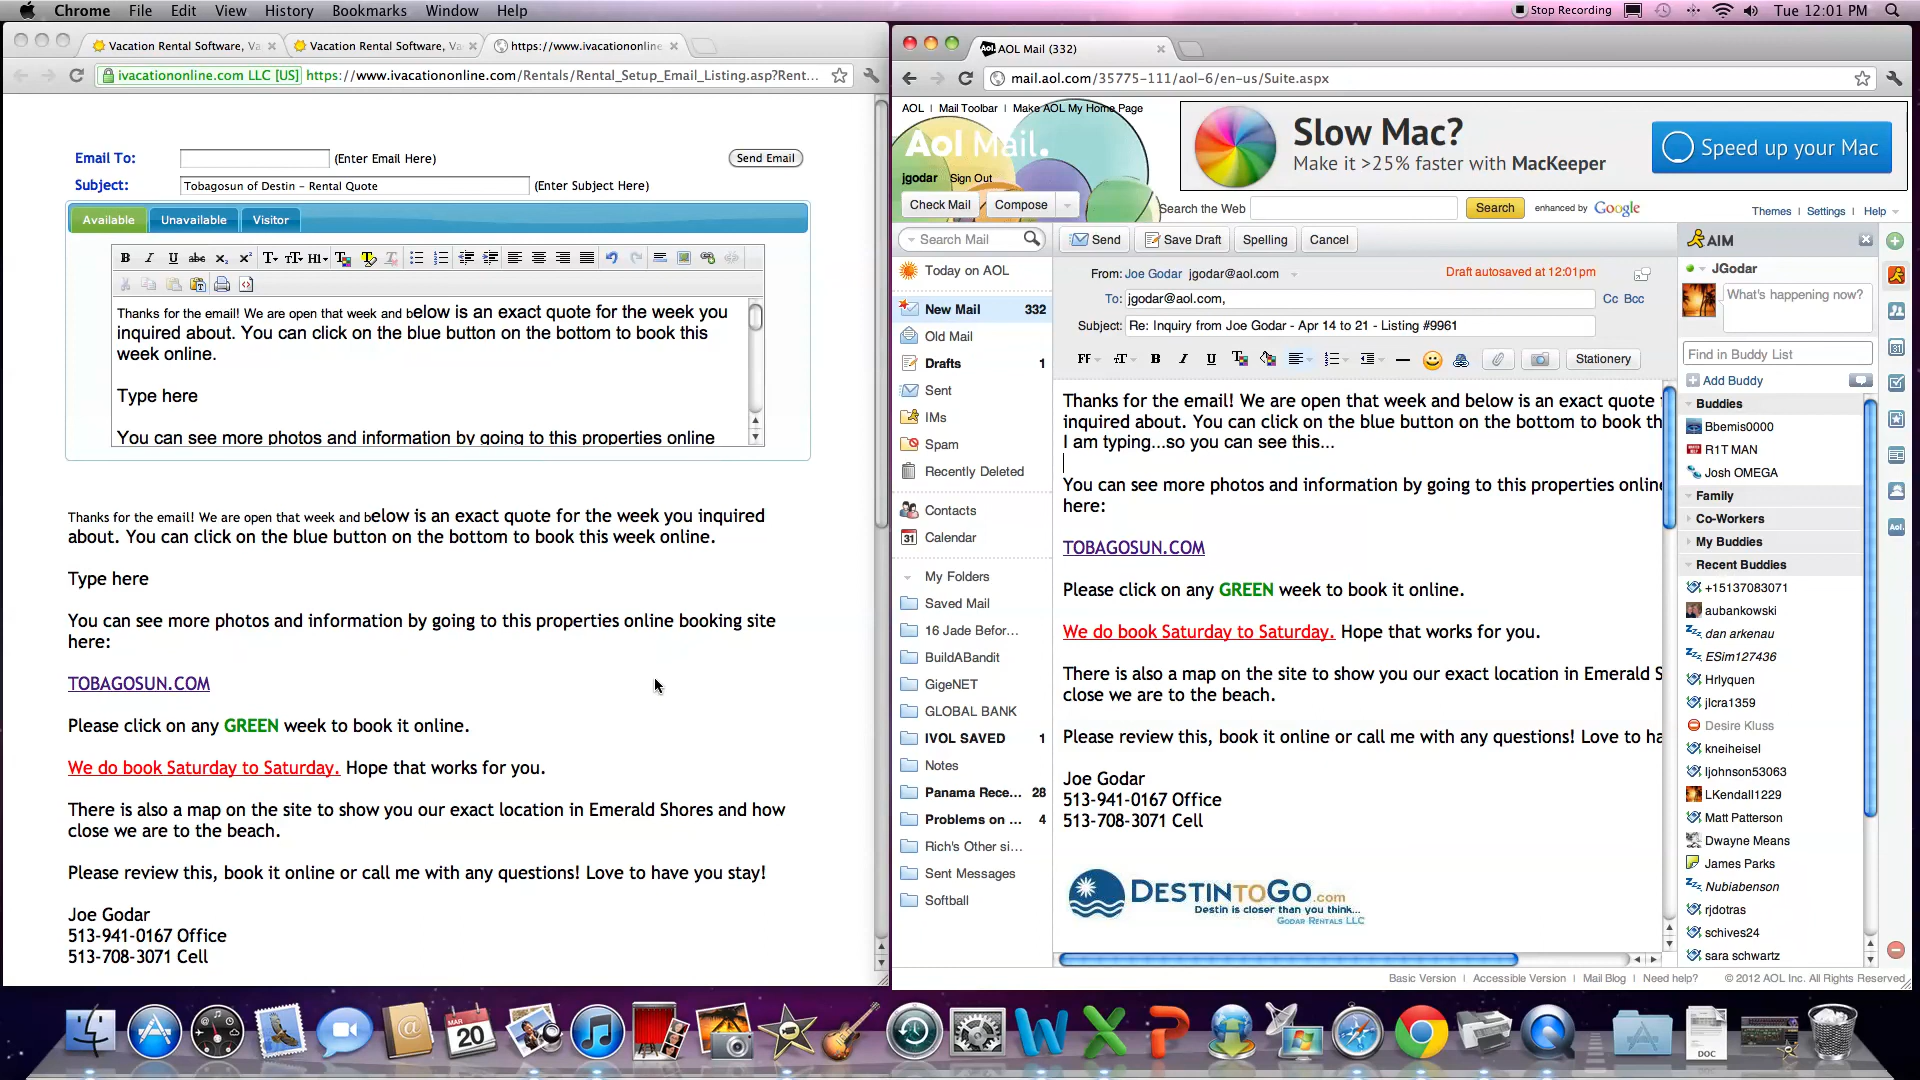 Chrome File Edit View History Bookmarks Window Help
Stop Recording Tue 12:01 PM
Vacation Rental Software, Va
Vacation Rental Software, V
https://www.ivacationonline
ivacationonline.com LLC [US] https://www.ivacationonline.com/Rentals/Rental_Setup_Email_Listing.asp?Rent...
Email To: (Enter Email Here) Send Email
Subject: Tobagosun of Destin - Rental Quote (Enter Subject Here)
Available Unavailable Visitor
Thanks for the email! We are open that week and below is an exact quote for the week you
inquired about. You can click on the blue button on the bottom to book this
week online.
Type here
You can see more photos and information by going to this properties online
Thanks for the email! We are open that week and below is an exact quote for the week you inquired
about. You can click on the blue button on the bottom to book this week online.
Type here
You can see more photos and information by going to this properties online booking site
here:
TOBAGOSUN.COM
Please click on any GREEN week to book it online.
We do book Saturday to Saturday. Hope that works for you.
There is also a map on the site to show you our exact location in Emerald Shores and how
close we are to the beach.
Please review this, book it online or call me with any questions! Love to have you stay!
Joe Godar
513-941-0167 Office
513-708-3071 Cell
AOL Mail (332)
mail.aol.com/35775-111/aol-6/en-us/Suite.aspx
AOL | Mail Toolbar | Make AOL My Home Page
Aol Mail.
jgodar Sign Out
Slow Mac?
Make it >25% faster with MacKeeper
Speed up your Mac
Check Mail Compose
Search the Web Search enhanced by Google
Themes | Settings | Help
Search Mail
Today on AOL
New Mail 332
Old Mail
Drafts 1
Sent
IMs
Spam
Recently Deleted
Contacts
31 Calendar
My Folders
Saved Mail
16 Jade Befor...
BuildABandit
GigeNET
GLOBAL BANK
IVOL SAVED 1
Notes
Panama Rece... 28
Problems on ... 4
Rich's Other si...
Sent Messages
Softball
Send Save Draft Spelling Cancel
From: Joe Godar jgodar@aol.com Draft autosaved at 12:01pm
To: jgodar@aol.com, Cc Bcc
Subject: Re: Inquiry from Joe Godar - Apr 14 to 21 - Listing #9961
Stationery
Thanks for the email! We are open that week and below is an exact quote
inquired about. You can click on the blue button on the bottom to book th
I am typing...so you can see this...
You can see more photos and information by going to this properties online
here:
TOBAGOSUN.COM
Please click on any GREEN week to book it online.
We do book Saturday to Saturday. Hope that works for you.
There is also a map on the site to show you our exact location in Emerald S
close we are to the beach.
Please review this, book it online or call me with any questions! Love to ha
Joe Godar
513-941-0167 Office
513-708-3071 Cell
DESTINTOGO.com
Destin is closer than you think...
GODAR RENTALS LLC
AIM
JGodar
What's happening now?
Find in Buddy List
Add Buddy
Buddies
Bbemis0000
R1T MAN
Josh OMEGA
Family
Co-Workers
My Buddies
Recent Buddies
+15137083071
aubankowski
dan arkenau
ESim127436
Hrlyquen
jlcra1359
Desire Kluss
kneiheisel
ljohnson53063
LKendall1229
Matt Patterson
Dwayne Means
James Parks
Nubiabenson
rjdotras
schives24
sara schwartz
Basic Version | Accessible Version | Mail Blog | Need help? © 2012 AOL Inc. All Rights Reserved
MAR
20
DOC